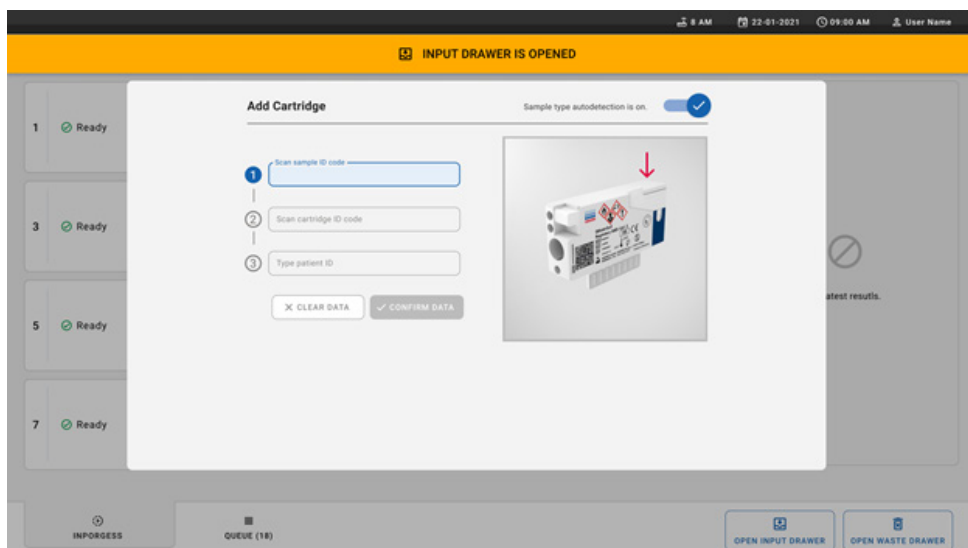 8 AM 22-01-2021 09:00 AM User Name
INPUT DRAWER IS OPENED
Add Cartridge
Sample type autodetection is on.
1 Ready
1 Scan sample ID code
2 Scan cartridge ID code
3 Type patient ID
CLEAR DATA CONFIRM DATA
3 Ready
5 Ready
7 Ready
atest resutls.
INPORGESS
QUEUE (18)
OPEN INPUT DRAWER
OPEN WASTE DRAWER